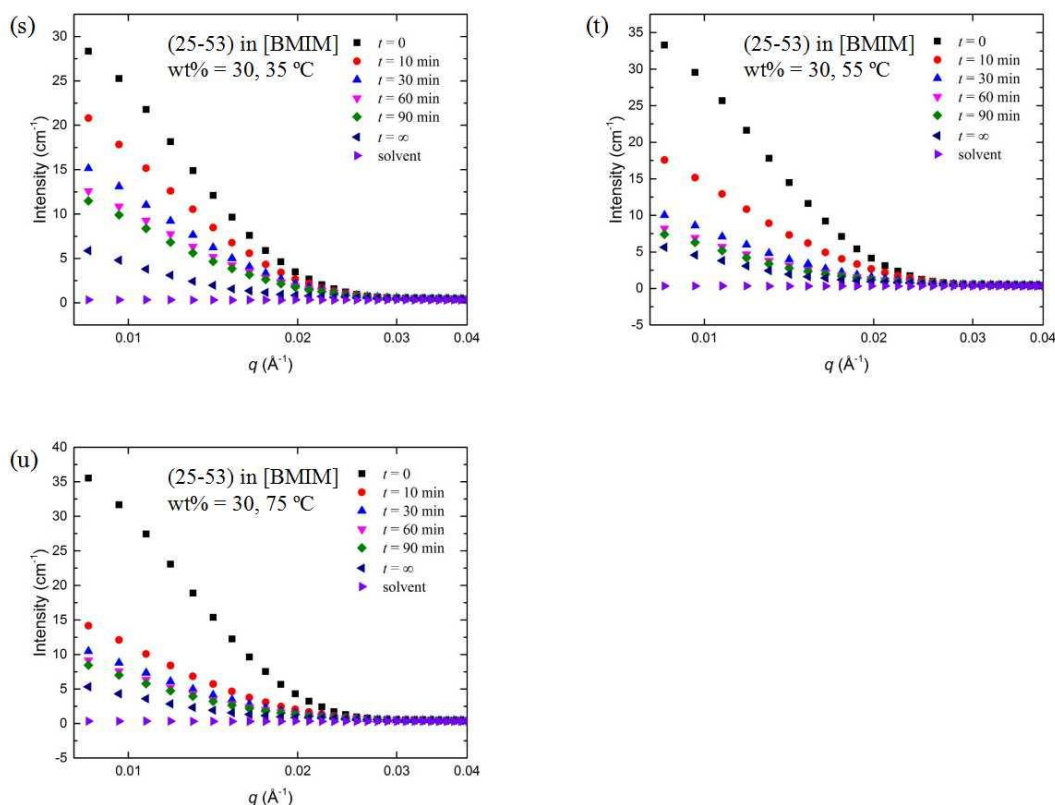 (s)
(25-53) in [BMIM]
wt% = 30, 35 ºC
t = 0
t = 10 min
t = 30 min
t = 60 min
t = 90 min
t = ∞
solvent
30
25
20
15
10
5
0
Intensity (cm⁻¹)
0.01
0.02
0.03
0.04
q (Å⁻¹)
(t)
(25-53) in [BMIM]
wt% = 30, 55 ºC
t = 0
t = 10 min
t = 30 min
t = 60 min
t = 90 min
t = ∞
solvent
35
30
25
20
15
10
5
0
-5
Intensity (cm⁻¹)
0.01
0.02
0.03
0.04
q (Å⁻¹)
(u)
(25-53) in [BMIM]
wt% = 30, 75 ºC
t = 0
t = 10 min
t = 30 min
t = 60 min
t = 90 min
t = ∞
solvent
40
35
30
25
20
15
10
5
0
-5
Intensity (cm⁻¹)
0.01
0.02
0.03
0.04
q (Å⁻¹)